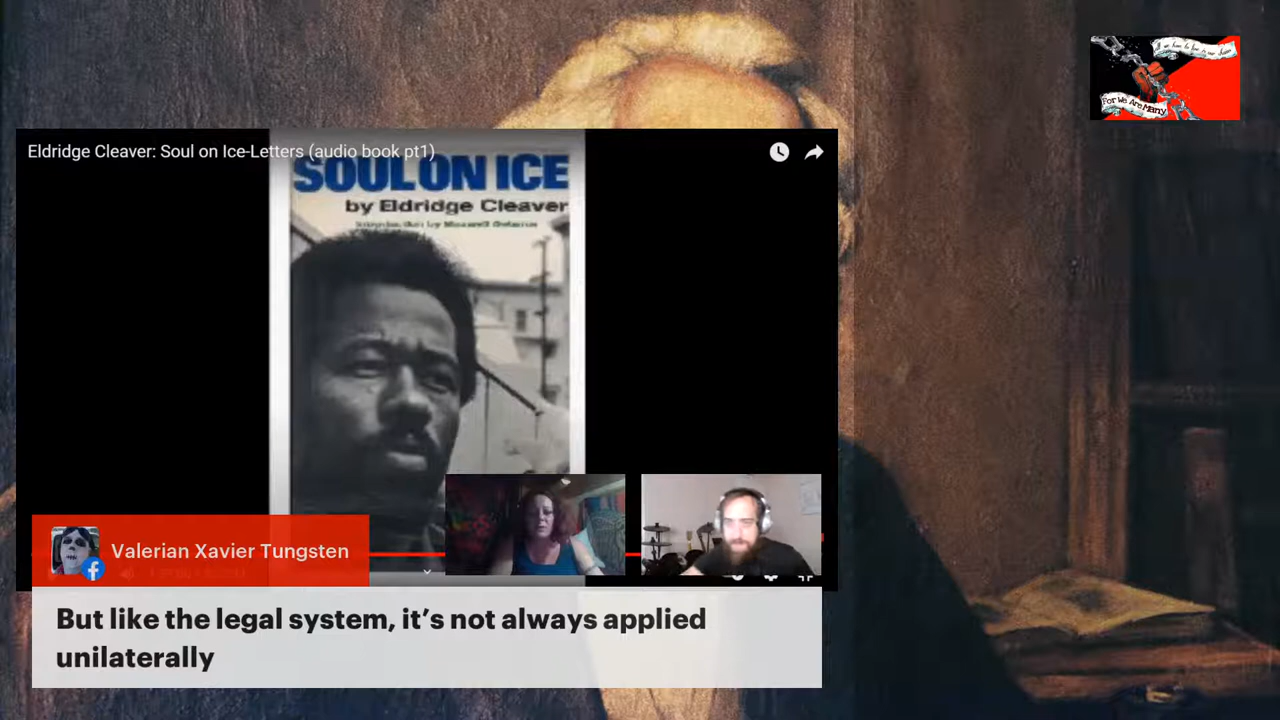 Eldridge Cleaver: Soul on Ice-Letters (audio book pt1)
SOUL ON ICE
by Eldridge Cleaver
For We Are Many
Valerian Xavier Tungsten
But like the legal system, it's not always applied
unilaterally